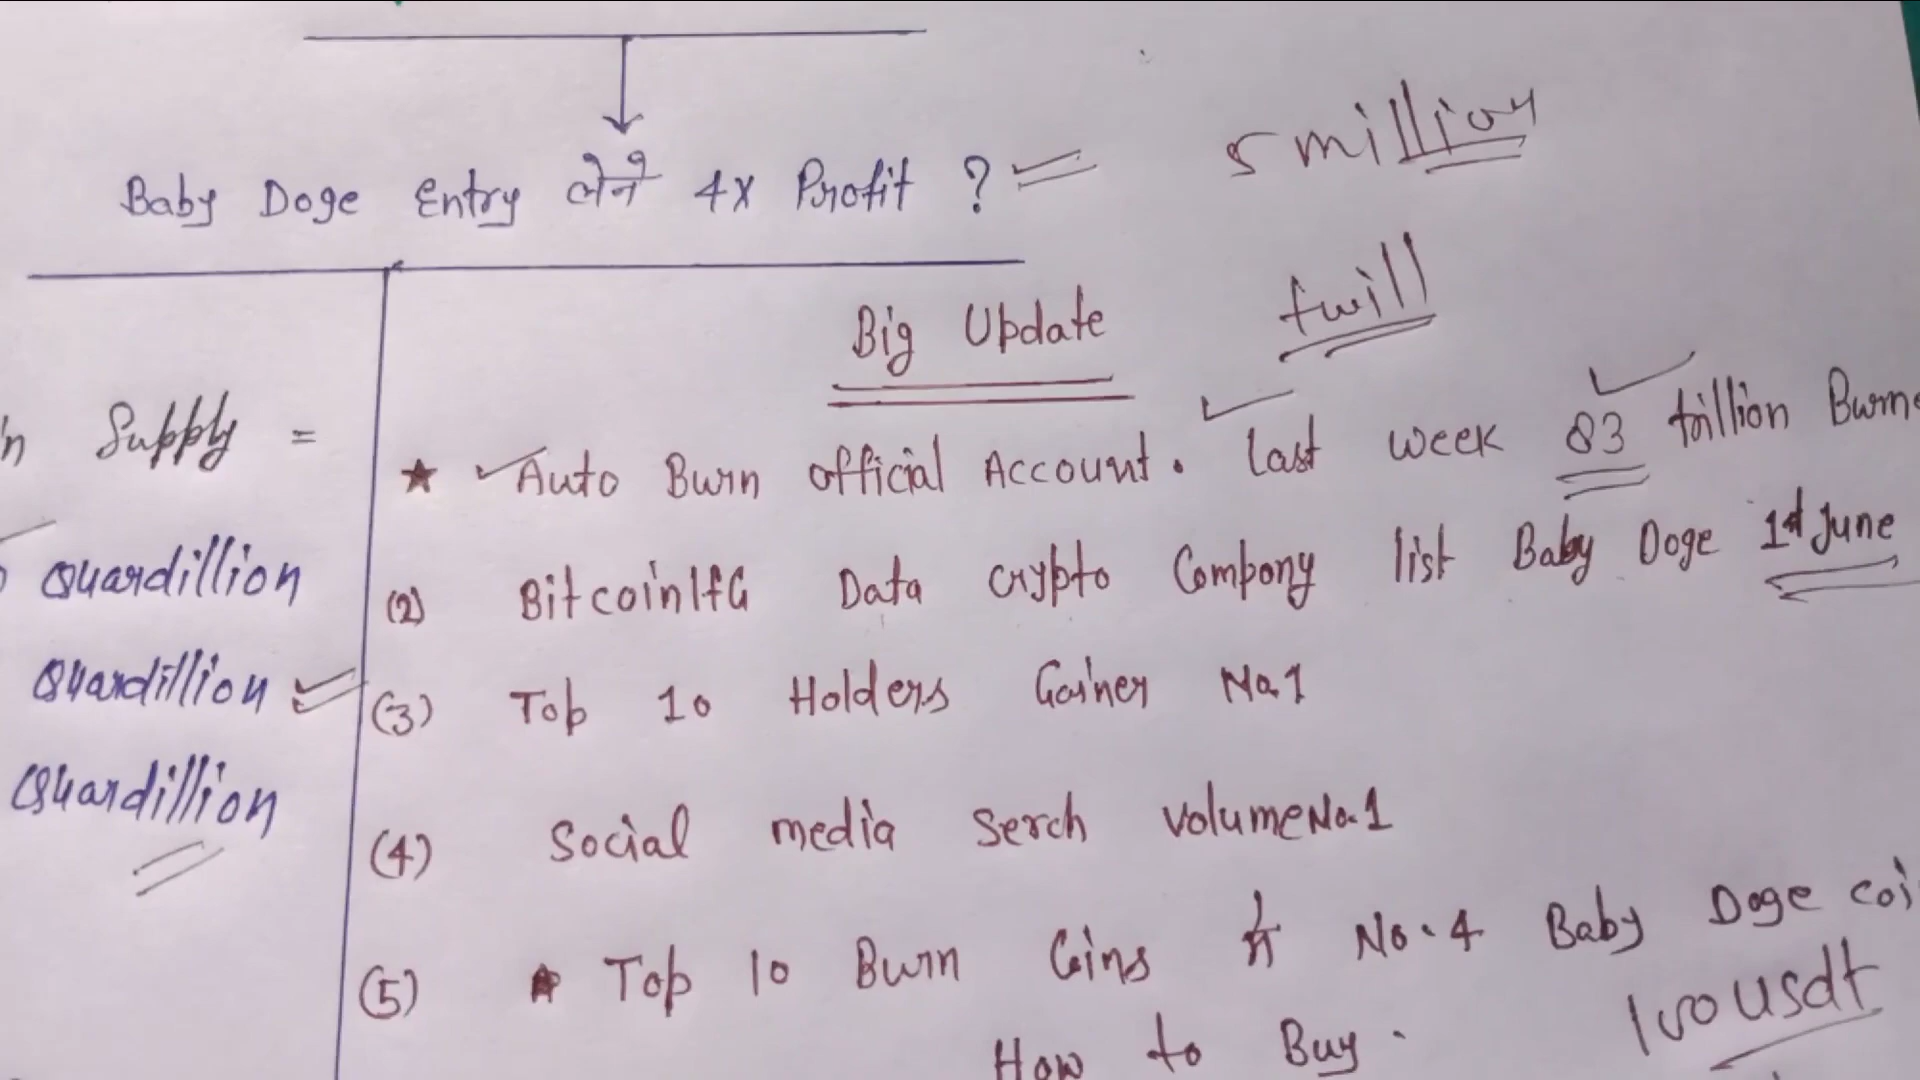 Baby Doge Entry लेने 4X Profit ?
5 million
twill
Big Update
n Supply =
Quardillion
Quardillion
Quardillion
★ Auto Burn official Account. Last week 83 trillion Burn
(2) Data crypto Company list Baby Doge 1st June
(3) Top 10 Holders Gainer No.1
(4) Social media Serch volume No.1
(5) ★ Top 10 Burn Coins में No.4 Baby Doge coi
How to Buy.
100 usdt